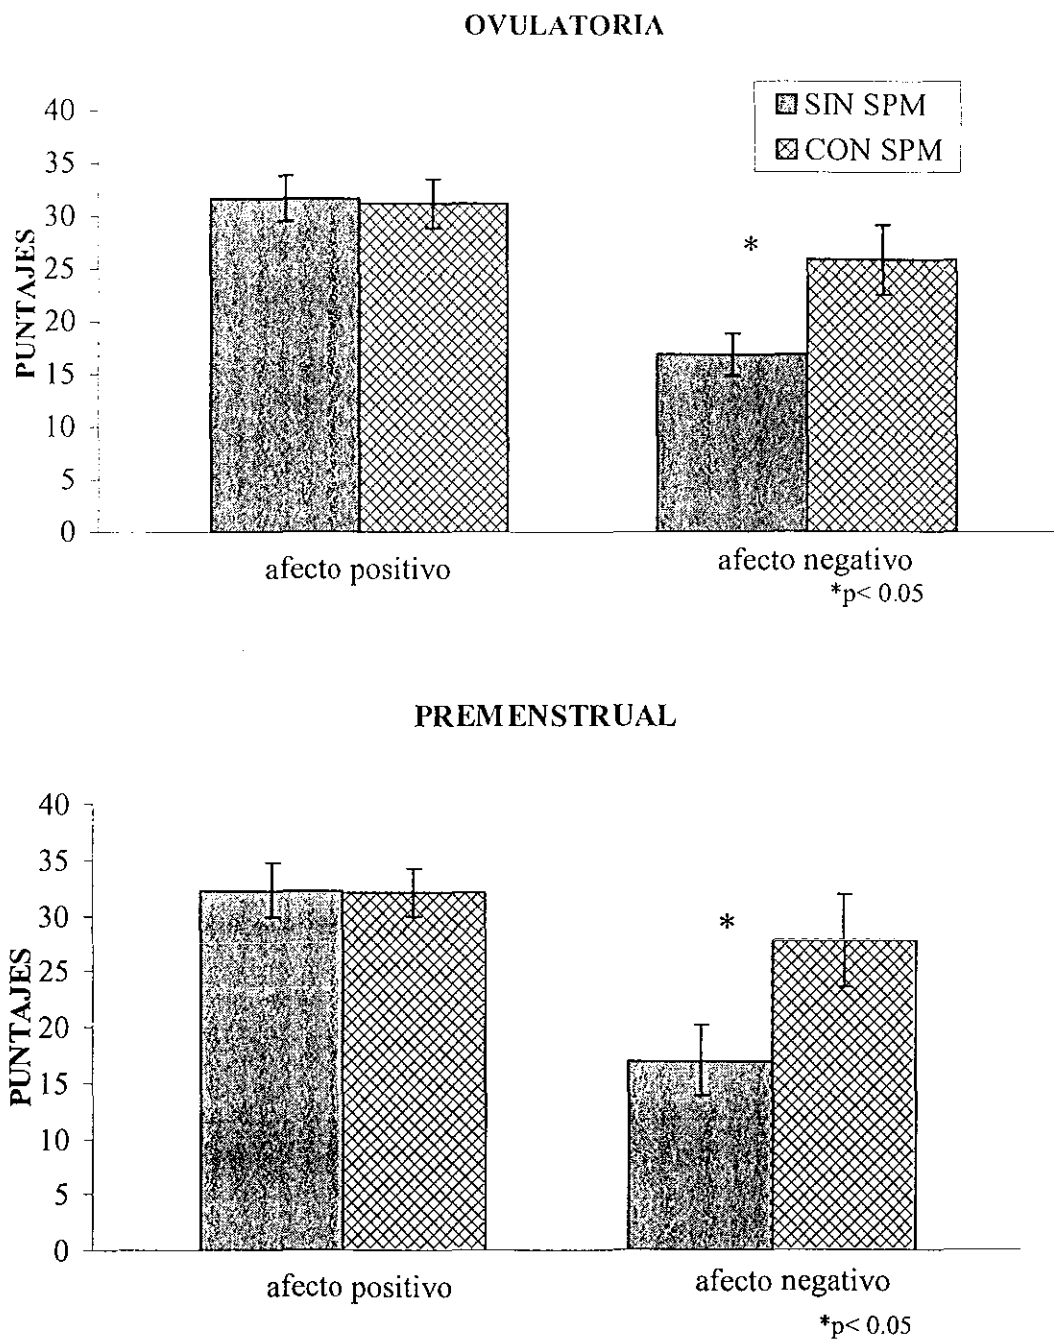 OVULATORIA
SIN SPM
CON SPM
PUNTAJES
40
35
30
25
20
15
10
5
0
afecto positivo
afecto negativo
*
*p< 0.05
PREMENSTRUAL
PUNTAJES
40
35
30
25
20
15
10
5
0
*
afecto positivo
afecto negativo
*p< 0.05